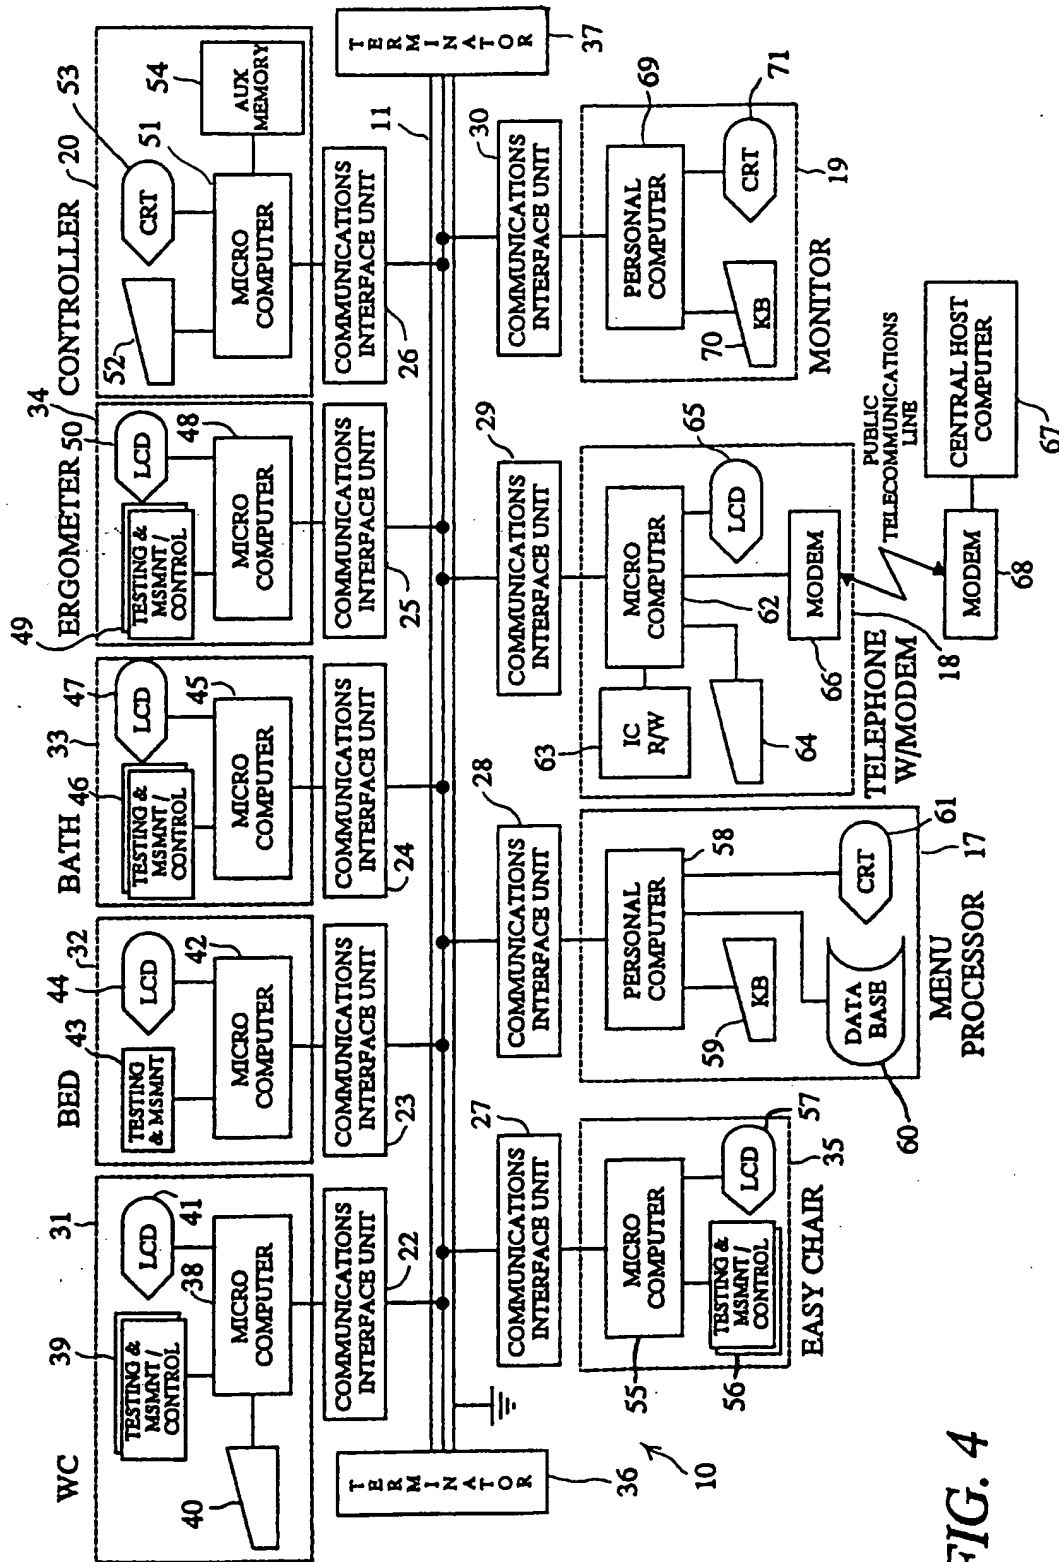 WC
31
39
TESTING &
MSMNT /
CONTROL
LCD
41
38
MICRO
COMPUTER
40
COMMUNICATIONS
INTERFACE UNIT
22
BED
32
44
43
TESTING
& MSMNT
LCD
42
MICRO
COMPUTER
COMMUNICATIONS
INTERFACE UNIT
23
BATH
33
47
46
TESTING &
MSMNT /
CONTROL
LCD
45
MICRO
COMPUTER
COMMUNICATIONS
INTERFACE UNIT
24
ERGOMETER
34
50
49
TESTING &
MSMNT /
CONTROL
LCD
48
MICRO
COMPUTER
COMMUNICATIONS
INTERFACE UNIT
25
CONTROLLER
20
53
54
52
CRT
51
AUX
MEMORY
MICRO
COMPUTER
COMMUNICATIONS
INTERFACE UNIT
26
TERMINATOR
36
11
TERMINATOR
37
10
27
COMMUNICATIONS
INTERFACE UNIT
MICRO
COMPUTER
55
TESTING &
MSMNT /
CONTROL
56
LCD
57
35
EASY CHAIR
28
COMMUNICATIONS
INTERFACE UNIT
PERSONAL
COMPUTER
58
KB
59
DATA
BASE
60
CRT
61
17
MENU
PROCESSOR
29
COMMUNICATIONS
INTERFACE UNIT
MICRO
COMPUTER
62
IC
R/W
63
64
LCD
65
MODEM
66
18
TELEPHONE
W/MODEM
PUBLIC
TELECOMMUNICATIONS
LINE
MODEM
68
CENTRAL HOST
COMPUTER
67
30
COMMUNICATIONS
INTERFACE UNIT
PERSONAL
COMPUTER
69
KB
70
CRT
71
19
MONITOR
FIG. 4